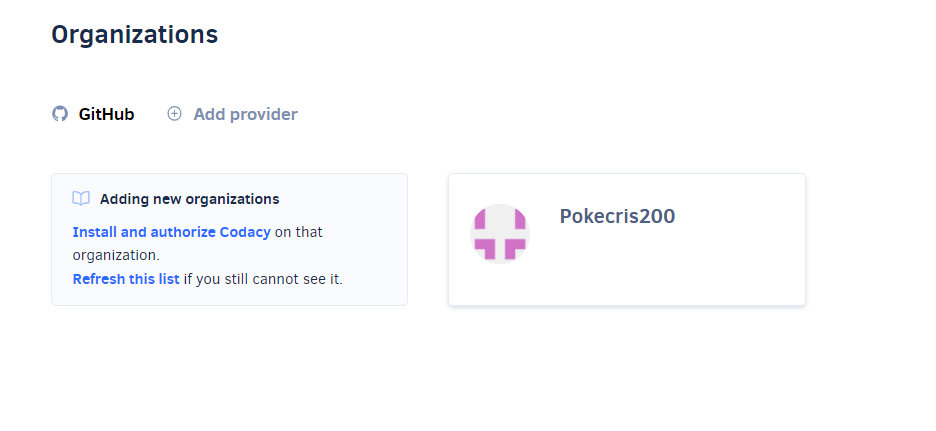 Organizations
GitHub
Add provider
Adding new organizations
Install and authorize Codacy on that
organization.
Refresh this list if you still cannot see it.
Pokecris200